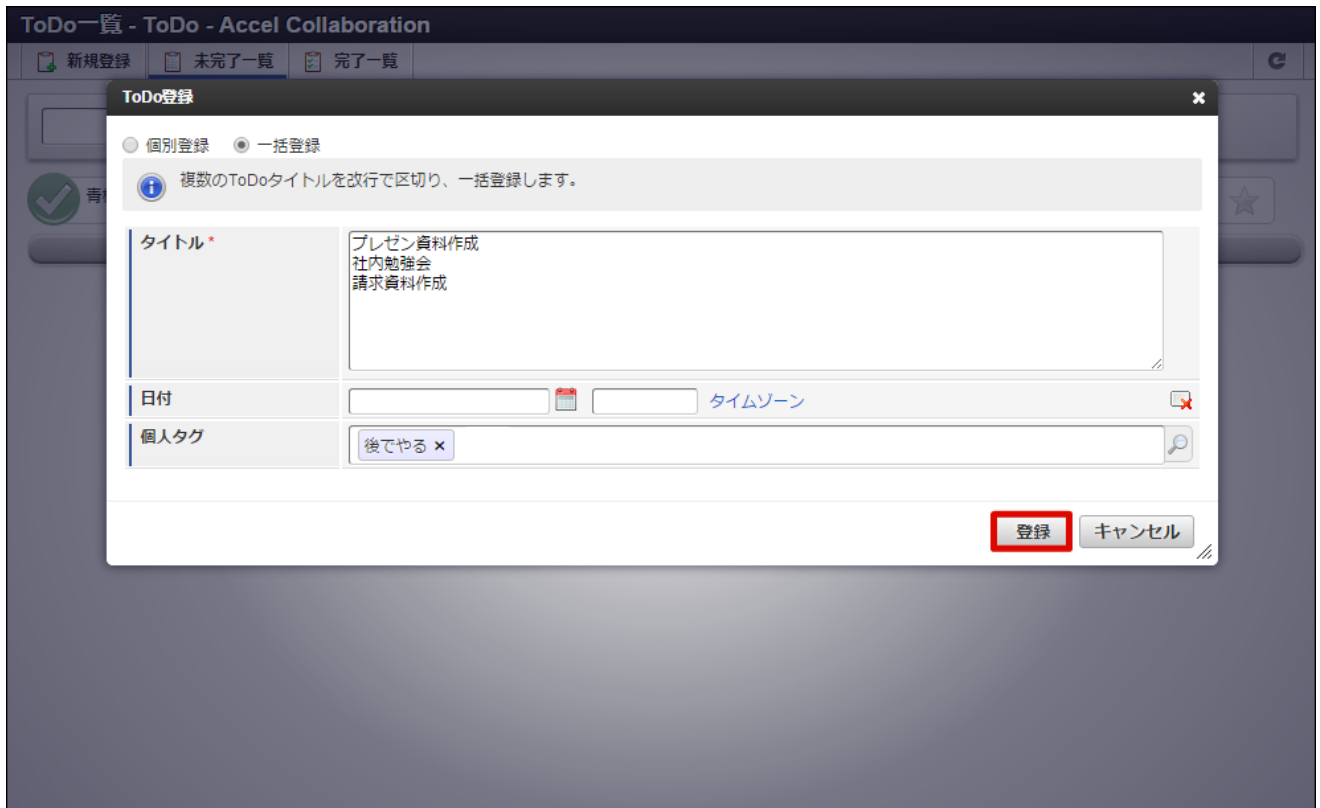 ToDo一覧 - ToDo - Accel Collaboration
新規登録 未完了一覧 完了一覧
ToDo登録
個別登録 一括登録
複数のToDoタイトルを改行で区切り、一括登録します。
タイトル*
プレゼン資料作成
社内勉強会
請求資料作成
日付
タイムゾーン
個人タグ
後でやる ×
登録 キャンセル